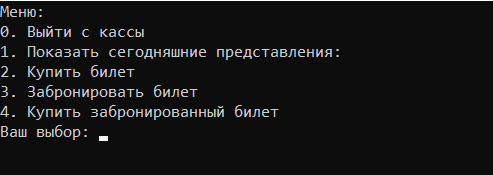 Меню:
0. Выйти с кассы
1. Показать сегодняшние представления:
2. Купить билет
3. Забронировать билет
4. Купить забронированный билет
Ваш выбор: